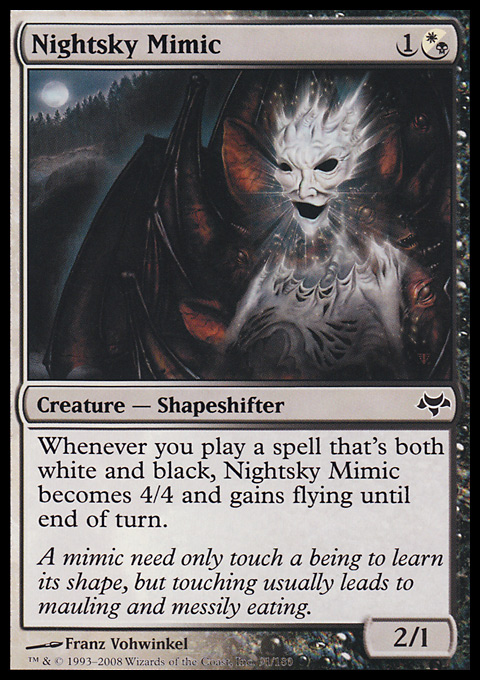 Nightsky Mimic 1
Creature — Shapeshifter
Whenever you play a spell that's both
white and black, Nightsky Mimic
becomes 4/4 and gains flying until
end of turn.
A mimic need only touch a being to learn
its shape, but touching usually leads to
mauling and messily eating.
Franz Vohwinkel
2/1
™ & © 1993–2008 Wizards of the Coast, Inc. /180